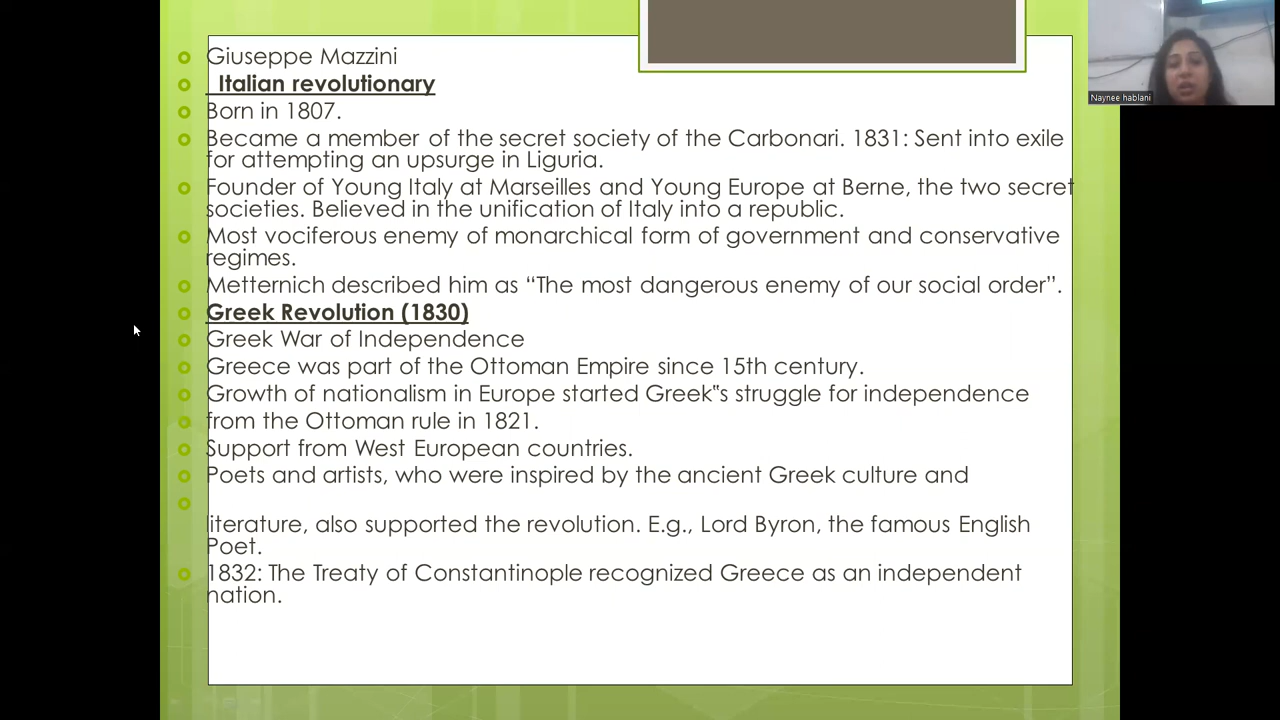 Giuseppe Mazzini
Italian revolutionary
Born in 1807.
Became a member of the secret society of the Carbonari. 1831: Sent into exile
for attempting an upsurge in Liguria.
Founder of Young Italy at Marseilles and Young Europe at Berne, the two secret
societies. Believed in the unification of Italy into a republic.
Most vociferous enemy of monarchical form of government and conservative
regimes.
Metternich described him as “The most dangerous enemy of our social order”.
Greek Revolution (1830)
Greek War of Independence
Greece was part of the Ottoman Empire since 15th century.
Growth of nationalism in Europe started Greek‟s struggle for independence
from the Ottoman rule in 1821.
Support from West European countries.
Poets and artists, who were inspired by the ancient Greek culture and
literature, also supported the revolution. E.g., Lord Byron, the famous English
Poet.
1832: The Treaty of Constantinople recognized Greece as an independent
nation.
Naynee hablani